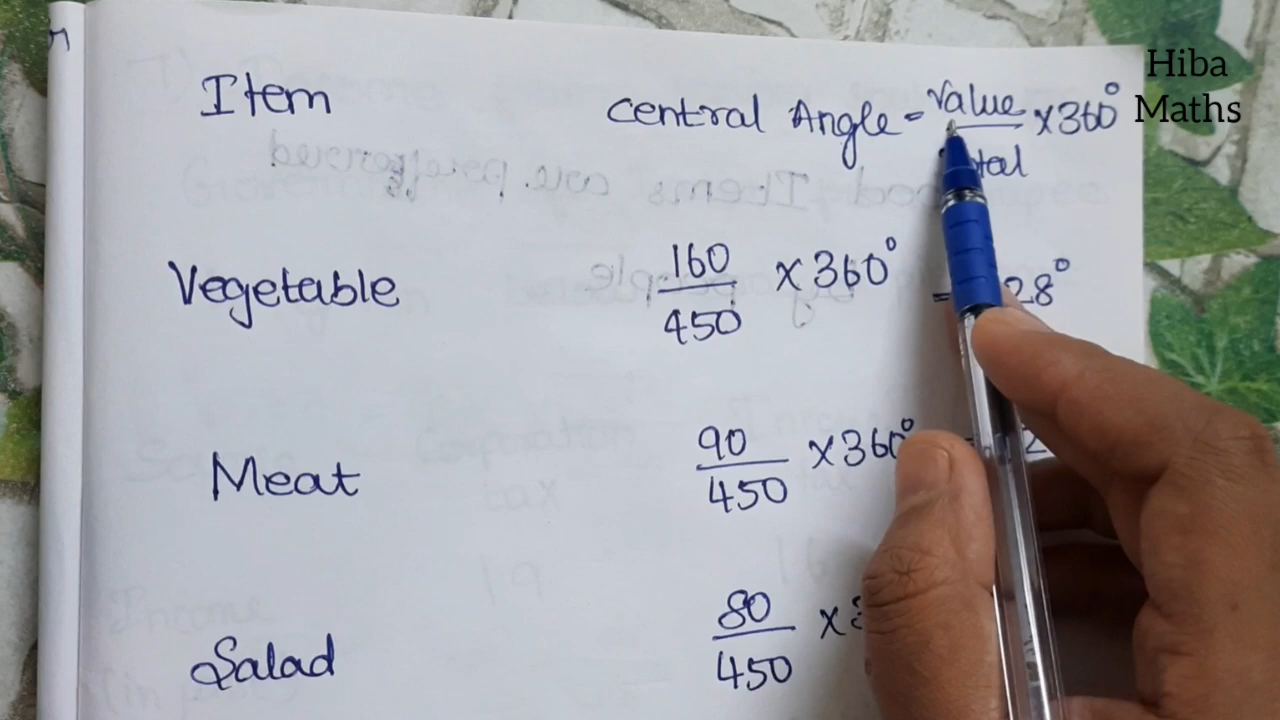 Hiba
Maths
Item Central Angle = Value × 360°
Vegetable 160 × 360° = 28°
450
Meat 90 × 360° 2
450
Salad 80 ×
450